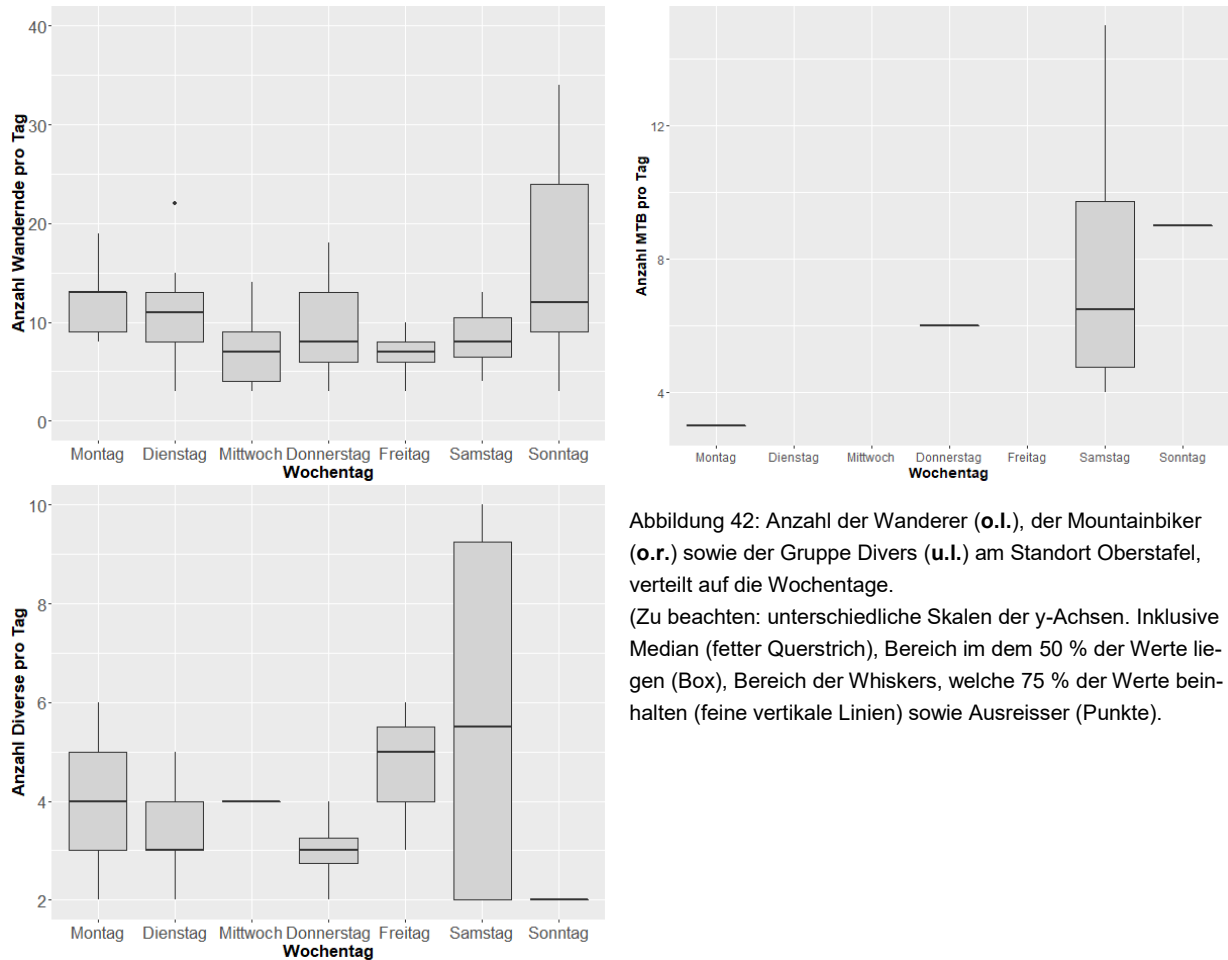 40
30
20
10
0
Anzahl Wandernde pro Tag
Montag Dienstag Mittwoch Donnerstag Freitag Samstag Sonntag
Wochentag
12
8
4
Anzahl MTB pro Tag
Montag Dienstag Mittwoch Donnerstag Freitag Samstag Sonntag
Wochentag
10
8
6
4
2
Anzahl Diverse pro Tag
Montag Dienstag Mittwoch Donnerstag Freitag Samstag Sonntag
Wochentag
Abbildung 42: Anzahl der Wanderer (o.l.), der Mountainbiker
(o.r.) sowie der Gruppe Divers (u.l.) am Standort Oberstafel,
verteilt auf die Wochentage.
(Zu beachten: unterschiedliche Skalen der y-Achsen. Inklusive
Median (fetter Querstrich), Bereich im dem 50 % der Werte lie-
gen (Box), Bereich der Whiskers, welche 75 % der Werte bein-
halten (feine vertikale Linien) sowie Ausreisser (Punkte).